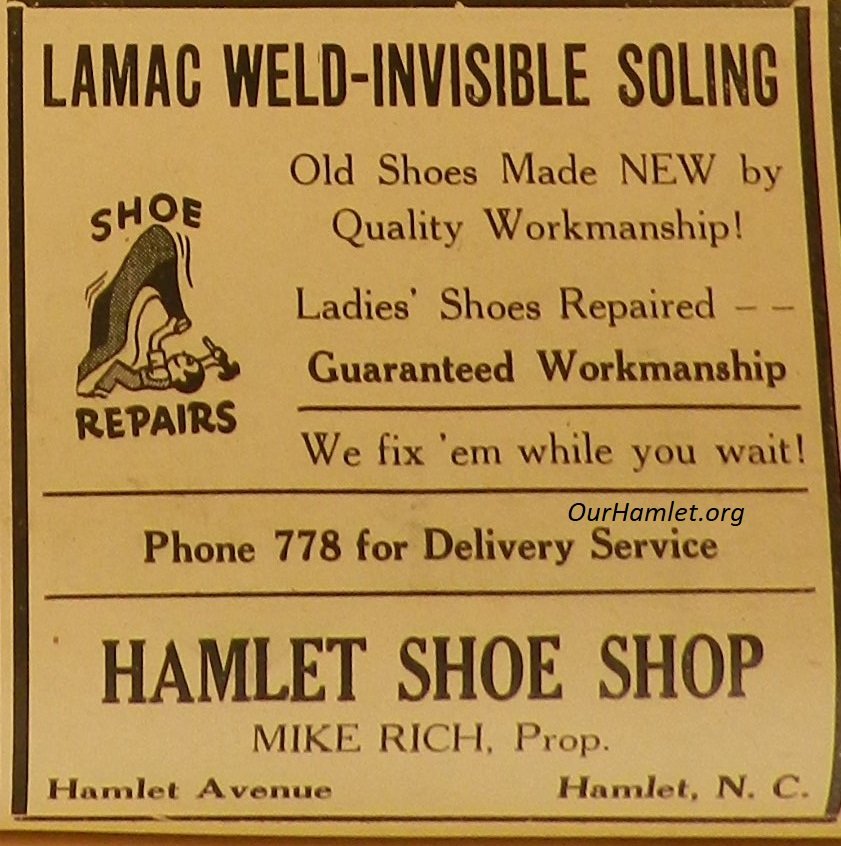 LAMAC WELD-INVISIBLE SOLING
Old Shoes Made NEW by
Quality Workmanship!
SHOE
REPAIRS
Ladies' Shoes Repaired – –
Guaranteed Workmanship
We fix 'em while you wait!
OurHamlet.org
Phone 778 for Delivery Service
HAMLET SHOE SHOP
MIKE RICH, Prop.
Hamlet Avenue
Hamlet, N. C.